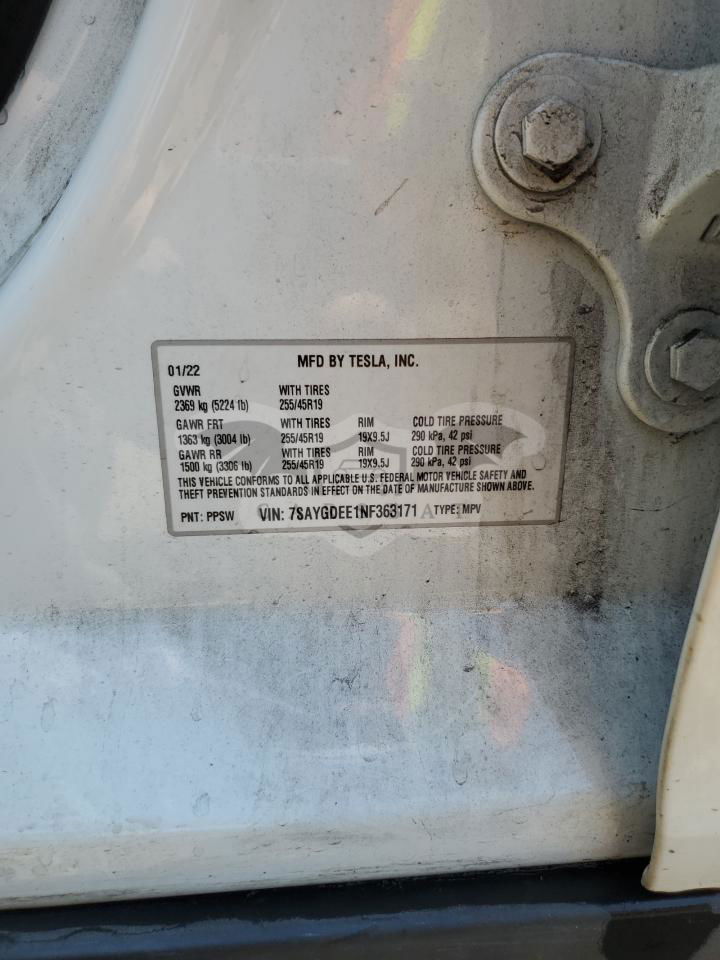 01/22 MFD BY TESLA, INC.
GVWR WITH TIRES
2369 kg (5224 lb) 255/45R19
GAWR FRT WITH TIRES RIM COLD TIRE PRESSURE
1363 kg (3004 lb) 255/45R19 19X9.5J 290 kPa, 42 psi
GAWR RR WITH TIRES RIM COLD TIRE PRESSURE
1500 kg (3306 lb) 255/45R19 19X9.5J 290 kPa, 42 psi
THIS VEHICLE CONFORMS TO ALL APPLICABLE U.S. FEDERAL MOTOR VEHICLE SAFETY AND
THEFT PREVENTION STANDARDS IN EFFECT ON THE DATE OF MANUFACTURE SHOWN ABOVE.
PNT: PPSW VIN: 7SAYGDEE1NF363171 TYPE: MPV